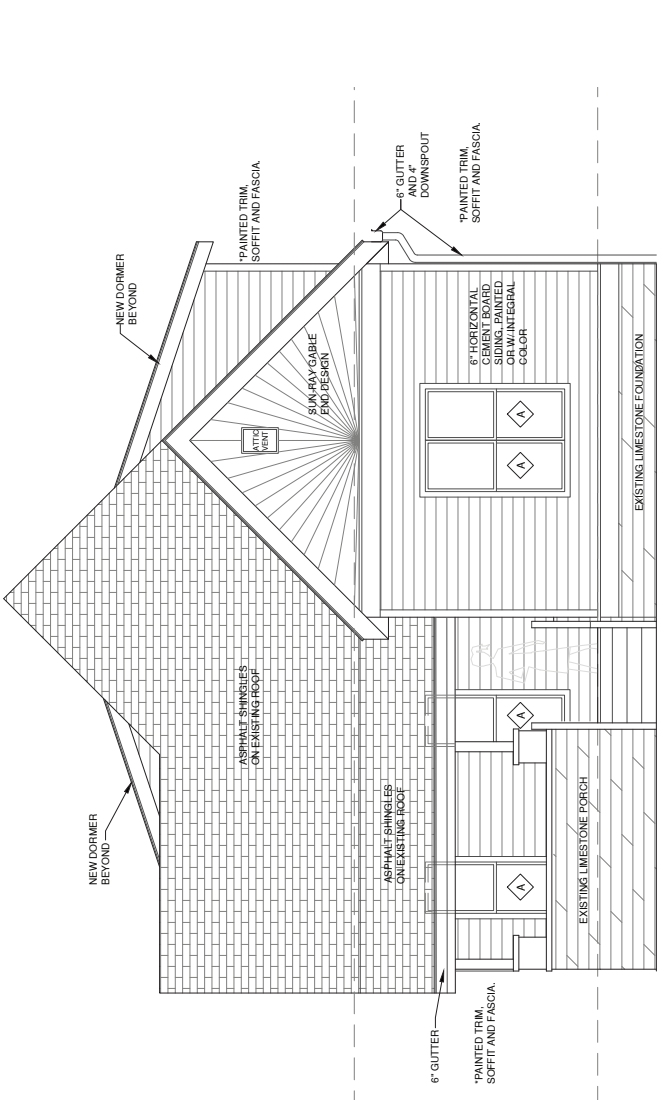 NEW DORMER
BEYOND
NEW DORMER
BEYOND
*PAINTED TRIM,
SOFFIT AND FASCIA.
ATTIC
VENT
SUN-RAY GABLE
END DESIGN
ASPHALT SHINGLES
ON EXISTING ROOF
ASPHALT SHINGLES
ON EXISTING ROOF
6" GUTTER
AND 4"
DOWNSPOUT
*PAINTED TRIM,
SOFFIT AND FASCIA.
6" HORIZONTAL
CEMENT BOARD
SIDING, PAINTED
OR W/ INTEGRAL
COLOR
A
A
A
A
6" GUTTER
*PAINTED TRIM,
SOFFIT AND FASCIA.
EXISTING LIMESTONE PORCH
EXISTING LIMESTONE FOUNDATION